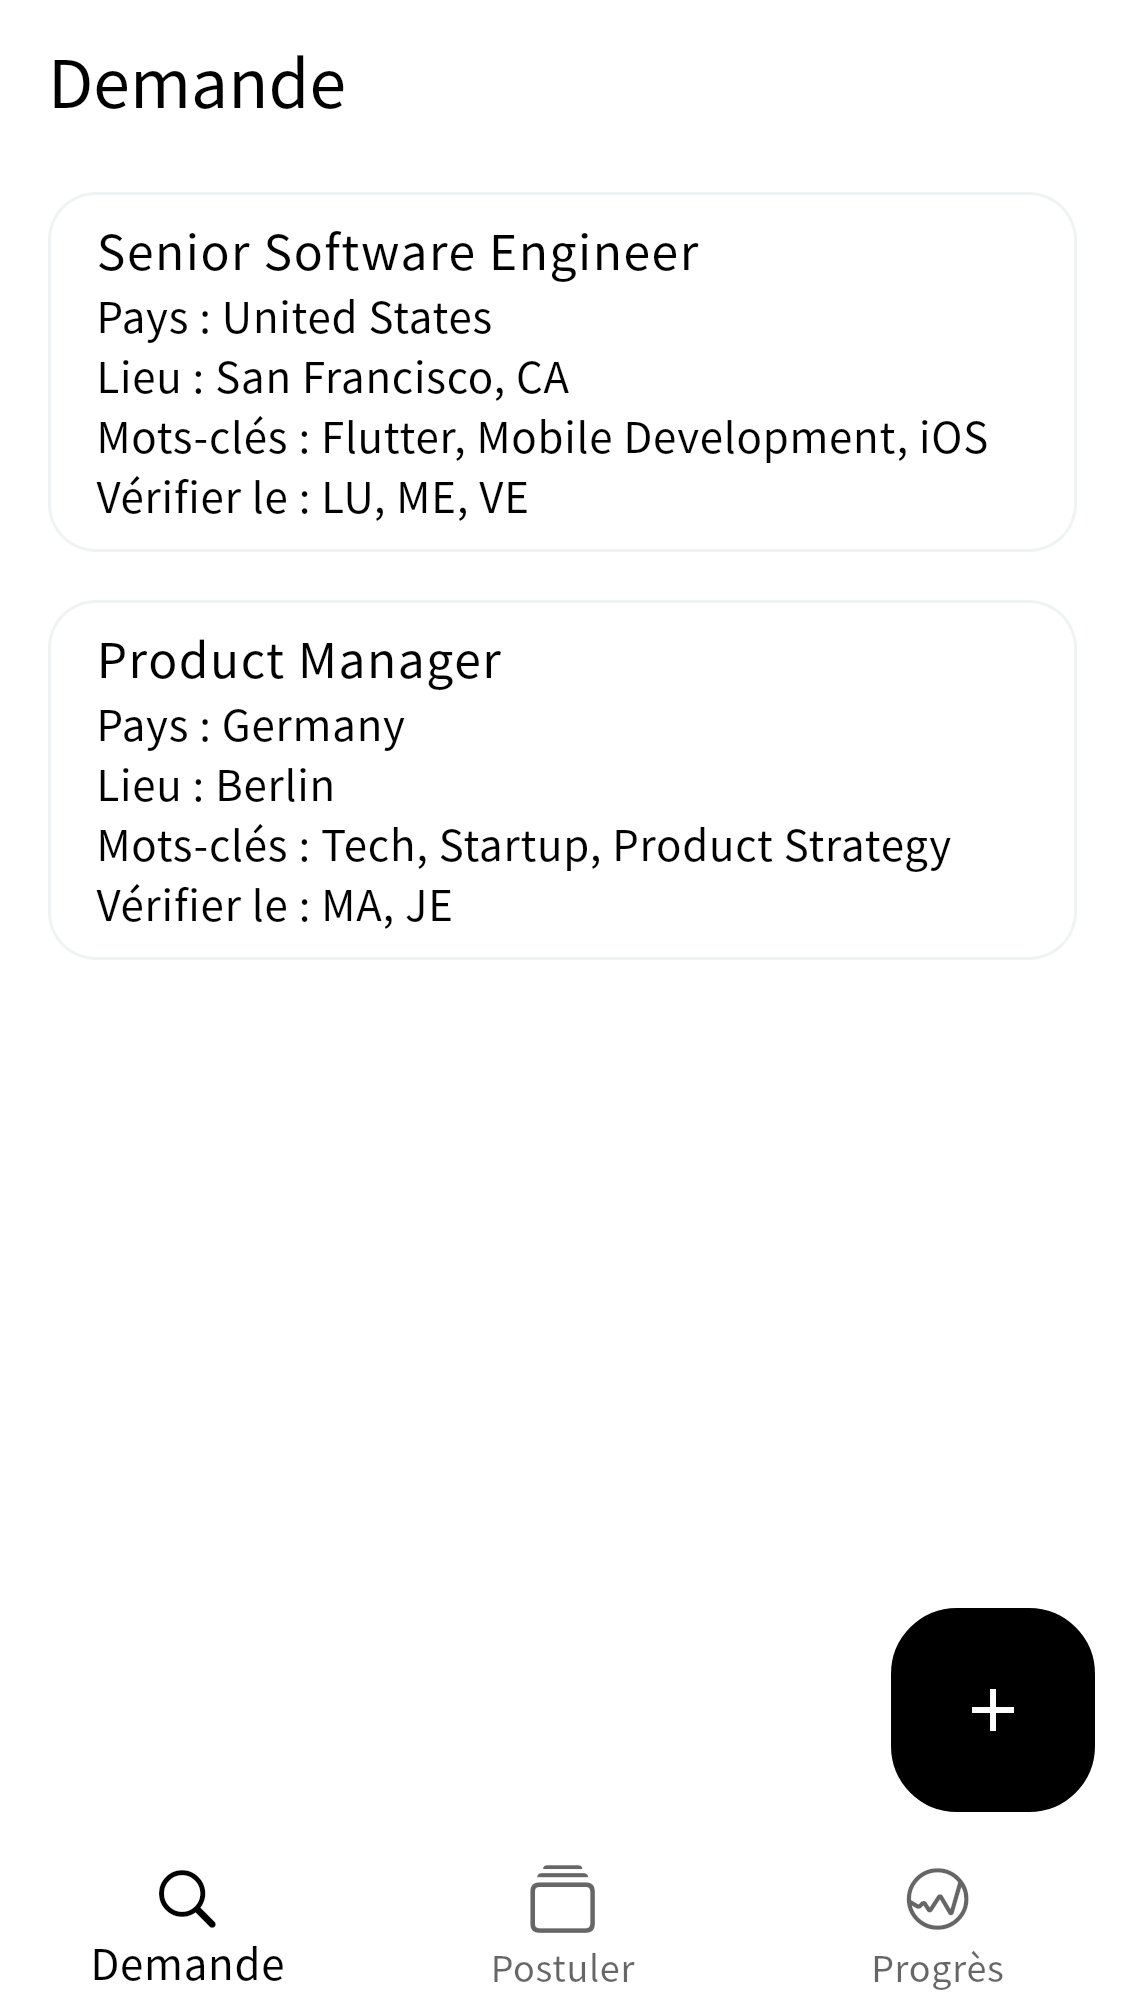 Demande
Senior Software Engineer
Pays : United States
Lieu : San Francisco, CA
Mots-clés : Flutter, Mobile Development, iOS
Vérifier le : LU, ME, VE
Product Manager
Pays : Germany
Lieu : Berlin
Mots-clés : Tech, Startup, Product Strategy
Vérifier le : MA, JE
Demande
Postuler
Progrès